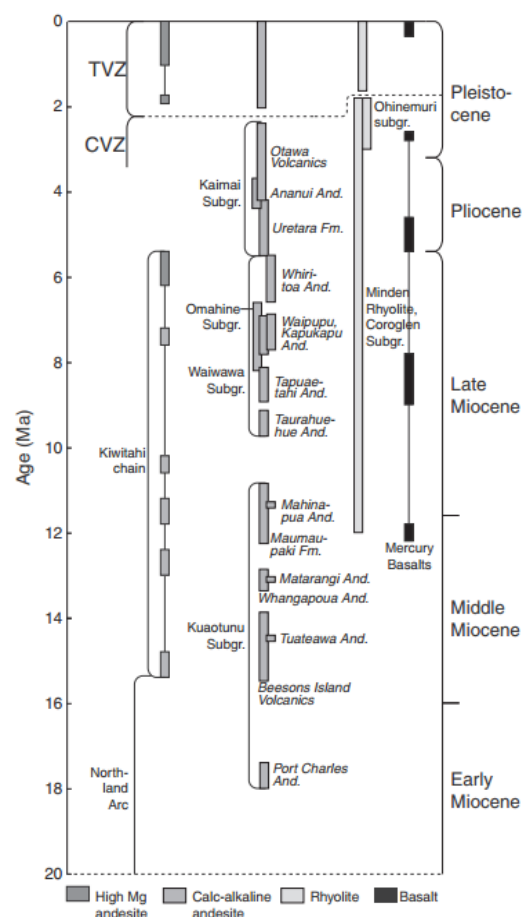 0
2
4
6
8
10
12
14
16
18
20
Age (Ma)
TVZ
CVZ
Kiwitahi
chain
North-
land
Arc
Kaimai
Subgr.
Omahine
Subgr.
Waiwawa
Subgr.
Kuaotunu
Subgr.
Otawa
Volcanics
Ananui And.
Uretara Fm.
Whiri-
toa And.
Waipupu,
Kapukapu
And.
Tapuae-
tahi And.
Taurahue-
hue And.
Mahina-
pua And.
Maumau-
paki Fm.
Matarangi And.
Whangapoua And.
Tuateawa And.
Beesons Island
Volcanics
Port Charles
And.
Ohinemuri
subgr.
Minden
Rhyolite,
Coroglen
Subgr.
Mercury
Basalts
Pleisto-
cene
Pliocene
Late
Miocene
Middle
Miocene
Early
Miocene
High Mg
andesite
Calc-alkaline
andesite
Rhyolite
Basalt